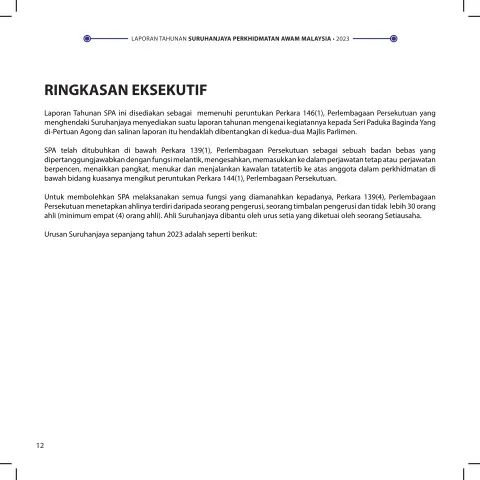 LAPORAN TAHUNAN SURUHANJAYA PERKHIDMATAN AWAM MALAYSIA • 2023
RINGKASAN EKSEKUTIF
Laporan Tahunan SPA ini disediakan sebagai memenuhi peruntukan Perkara 146(1), Perlembagaan Persekutuan yang
menghendaki Suruhanjaya menyediakan suatu laporan tahunan mengenai kegiatannya kepada Seri Paduka Baginda Yang
di-Pertuan Agong dan salinan laporan itu hendaklah dibentangkan di kedua-dua Majlis Parlimen.
SPA telah ditubuhkan di bawah Perkara 139(1), Perlembagaan Persekutuan sebagai sebuah badan bebas yang
dipertanggungjawabkan dengan fungsi melantik, mengesahkan, memasukkan ke dalam perjawatan tetap atau perjawatan
berpencen, menaikkan pangkat, menukar dan menjalankan kawalan tatatertib ke atas anggota dalam perkhidmatan di
bawah bidang kuasanya mengikut peruntukan Perkara 144(1), Perlembagaan Persekutuan.
Untuk membolehkan SPA melaksanakan semua fungsi yang diamanahkan kepadanya, Perkara 139(4), Perlembagaan
Persekutuan menetapkan ahlinya terdiri daripada seorang pengerusi, seorang timbalan pengerusi dan tidak lebih 30 orang
ahli (minimum empat (4) orang ahli). Ahli Suruhanjaya dibantu oleh urus setia yang diketuai oleh seorang Setiausaha.
Urusan Suruhanjaya sepanjang tahun 2023 adalah seperti berikut:
12